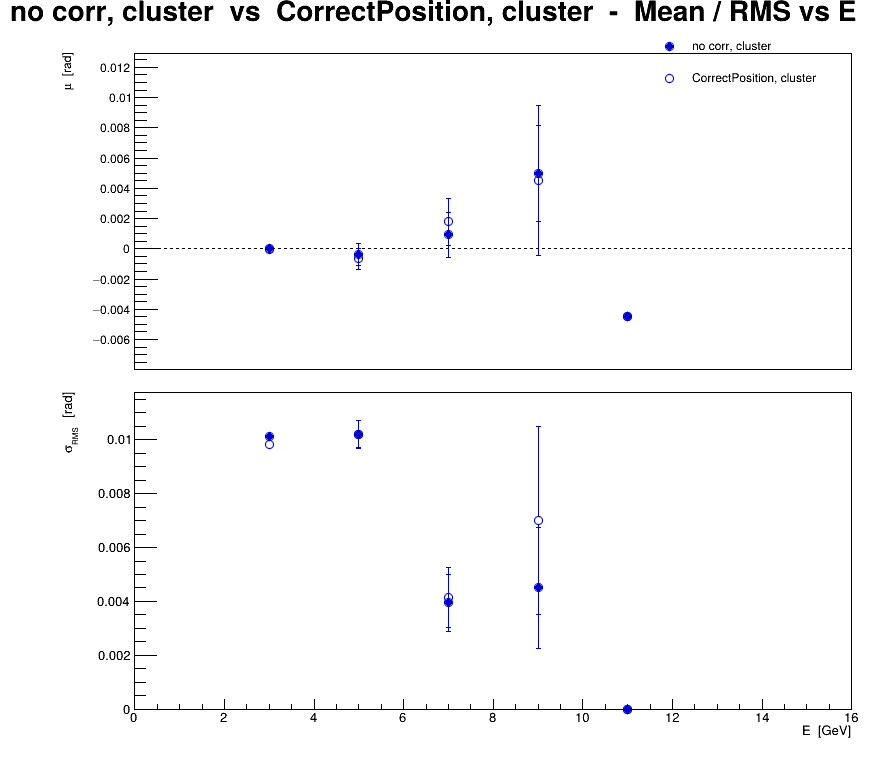 no corr, cluster vs CorrectPosition, cluster - Mean / RMS vs E
no corr, cluster
CorrectPosition, cluster
μ [rad]
0.012
0.01
0.008
0.006
0.004
0.002
0
−0.002
−0.004
−0.006
σRMS [rad]
0.01
0.008
0.006
0.004
0.002
0
0 2 4 6 8 10 12 14 16
E [GeV]